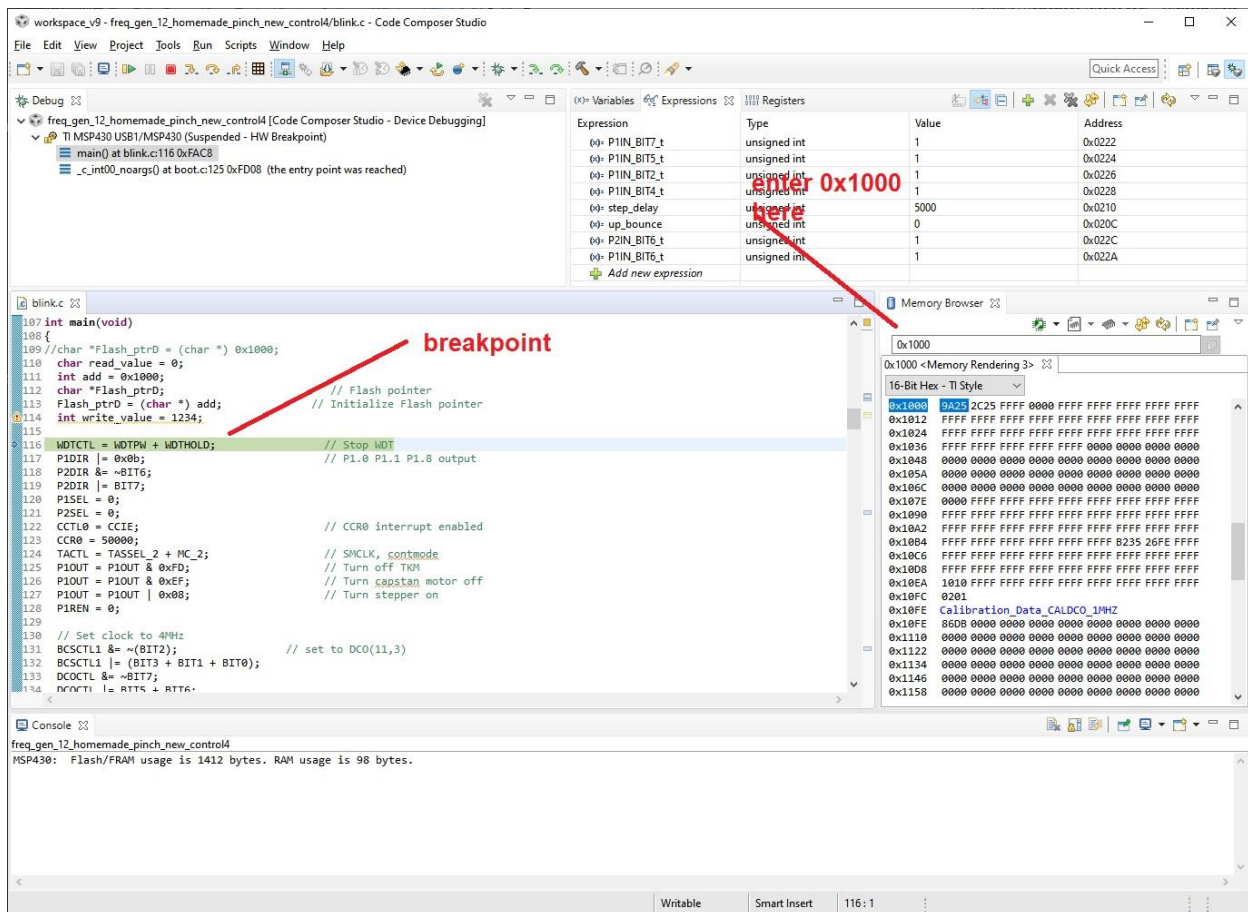 workspace_v9 - freq_gen_12_homemade_pinch_new_control4/blink.c - Code Composer Studio
File Edit View Project Tools Run Scripts Window Help
Quick Access
Debug
freq_gen_12_homemade_pinch_new_control4 [Code Composer Studio - Device Debugging]
TI MSP430 USB1/MSP430 (Suspended - HW Breakpoint)
main() at blink.c:116 0xFAC8
_c_int00_noargs() at boot.c:125 0xFD08 (the entry point was reached)
(x)= Variables Expressions Registers
Expression Type Value Address
(x)= P1IN_BIT7_t unsigned int 1 0x0222
(x)= P1IN_BIT5_t unsigned int 1 0x0224
(x)= P1IN_BIT2_t unsigned int 1 0x0226
(x)= P1IN_BIT4_t unsigned int 1 0x0228
(x)= step_delay unsigned int 5000 0x0210
(x)= up_bounce unsigned int 0 0x020C
(x)= P2IN_BIT6_t unsigned int 1 0x022C
(x)= P1IN_BIT6_t unsigned int 1 0x022A
Add new expression
enter 0x1000
here
blink.c
107 int main(void)
108 {
109 //char *Flash_ptrD = (char *) 0x1000;
110 char read_value = 0;
111 int add = 0x1000;
112 char *Flash_ptrD; // Flash pointer
113 Flash_ptrD = (char *) add; // Initialize Flash pointer
114 int write_value = 1234;
115
116 WDTCTL = WDTPW + WDTHOLD; // Stop WDT
117 P1DIR |= 0x0b; // P1.0 P1.1 P1.8 output
118 P2DIR &= ~BIT6;
119 P2DIR |= BIT7;
120 P1SEL = 0;
121 P2SEL = 0;
122 CCTL0 = CCIE; // CCR0 interrupt enabled
123 CCR0 = 50000;
124 TACTL = TASSEL_2 + MC_2; // SMCLK, contmode
125 P1OUT = P1OUT & 0xFD; // Turn off TKM
126 P1OUT = P1OUT & 0xEF; // Turn capstan motor off
127 P1OUT = P1OUT | 0x08; // Turn stepper on
128 P1REN = 0;
129
130 // Set clock to 4MHz
131 BCSCTL1 &= ~(BIT2); // set to DCO(11,3)
132 BCSCTL1 |= (BIT3 + BIT1 + BIT0);
133 DCOCTL &= ~BIT7;
134 DCOCTL |= BIT5 + BIT6;
breakpoint
Memory Browser
0x1000
0x1000 <Memory Rendering 3>
16-Bit Hex - TI Style
0x1000 9A25 2C25 FFFF 0000 FFFF FFFF FFFF FFFF FFFF
0x1012 FFFF FFFF FFFF FFFF FFFF FFFF FFFF FFFF FFFF
0x1024 FFFF FFFF FFFF FFFF FFFF FFFF FFFF FFFF FFFF
0x1036 FFFF FFFF FFFF FFFF FFFF 0000 0000 0000 0000
0x1048 0000 0000 0000 0000 0000 0000 0000 0000 0000
0x105A 0000 0000 0000 0000 0000 0000 0000 0000 0000
0x106C 0000 0000 0000 0000 0000 0000 0000 0000 0000
0x107E 0000 FFFF FFFF FFFF FFFF FFFF FFFF FFFF FFFF
0x1090 FFFF FFFF FFFF FFFF FFFF FFFF FFFF FFFF FFFF
0x10A2 FFFF FFFF FFFF FFFF FFFF FFFF FFFF FFFF FFFF
0x10B4 FFFF FFFF FFFF FFFF FFFF FFFF B235 26FE FFFF
0x10C6 FFFF FFFF FFFF FFFF FFFF FFFF FFFF FFFF FFFF
0x10D8 FFFF FFFF FFFF FFFF FFFF FFFF FFFF FFFF FFFF
0x10EA 1010 FFFF FFFF FFFF FFFF FFFF FFFF FFFF FFFF
0x10FC 0201
0x10FE Calibration_Data_CALDCO_1MHZ
0x10FE 86DB 0000 0000 0000 0000 0000 0000 0000 0000
0x1110 0000 0000 0000 0000 0000 0000 0000 0000 0000
0x1122 0000 0000 0000 0000 0000 0000 0000 0000 0000
0x1134 0000 0000 0000 0000 0000 0000 0000 0000 0000
0x1146 0000 0000 0000 0000 0000 0000 0000 0000 0000
0x1158 0000 0000 0000 0000 0000 0000 0000 0000 0000
Console
freq_gen_12_homemade_pinch_new_control4
MSP430: Flash/FRAM usage is 1412 bytes. RAM usage is 98 bytes.
Writable Smart Insert 116 : 1